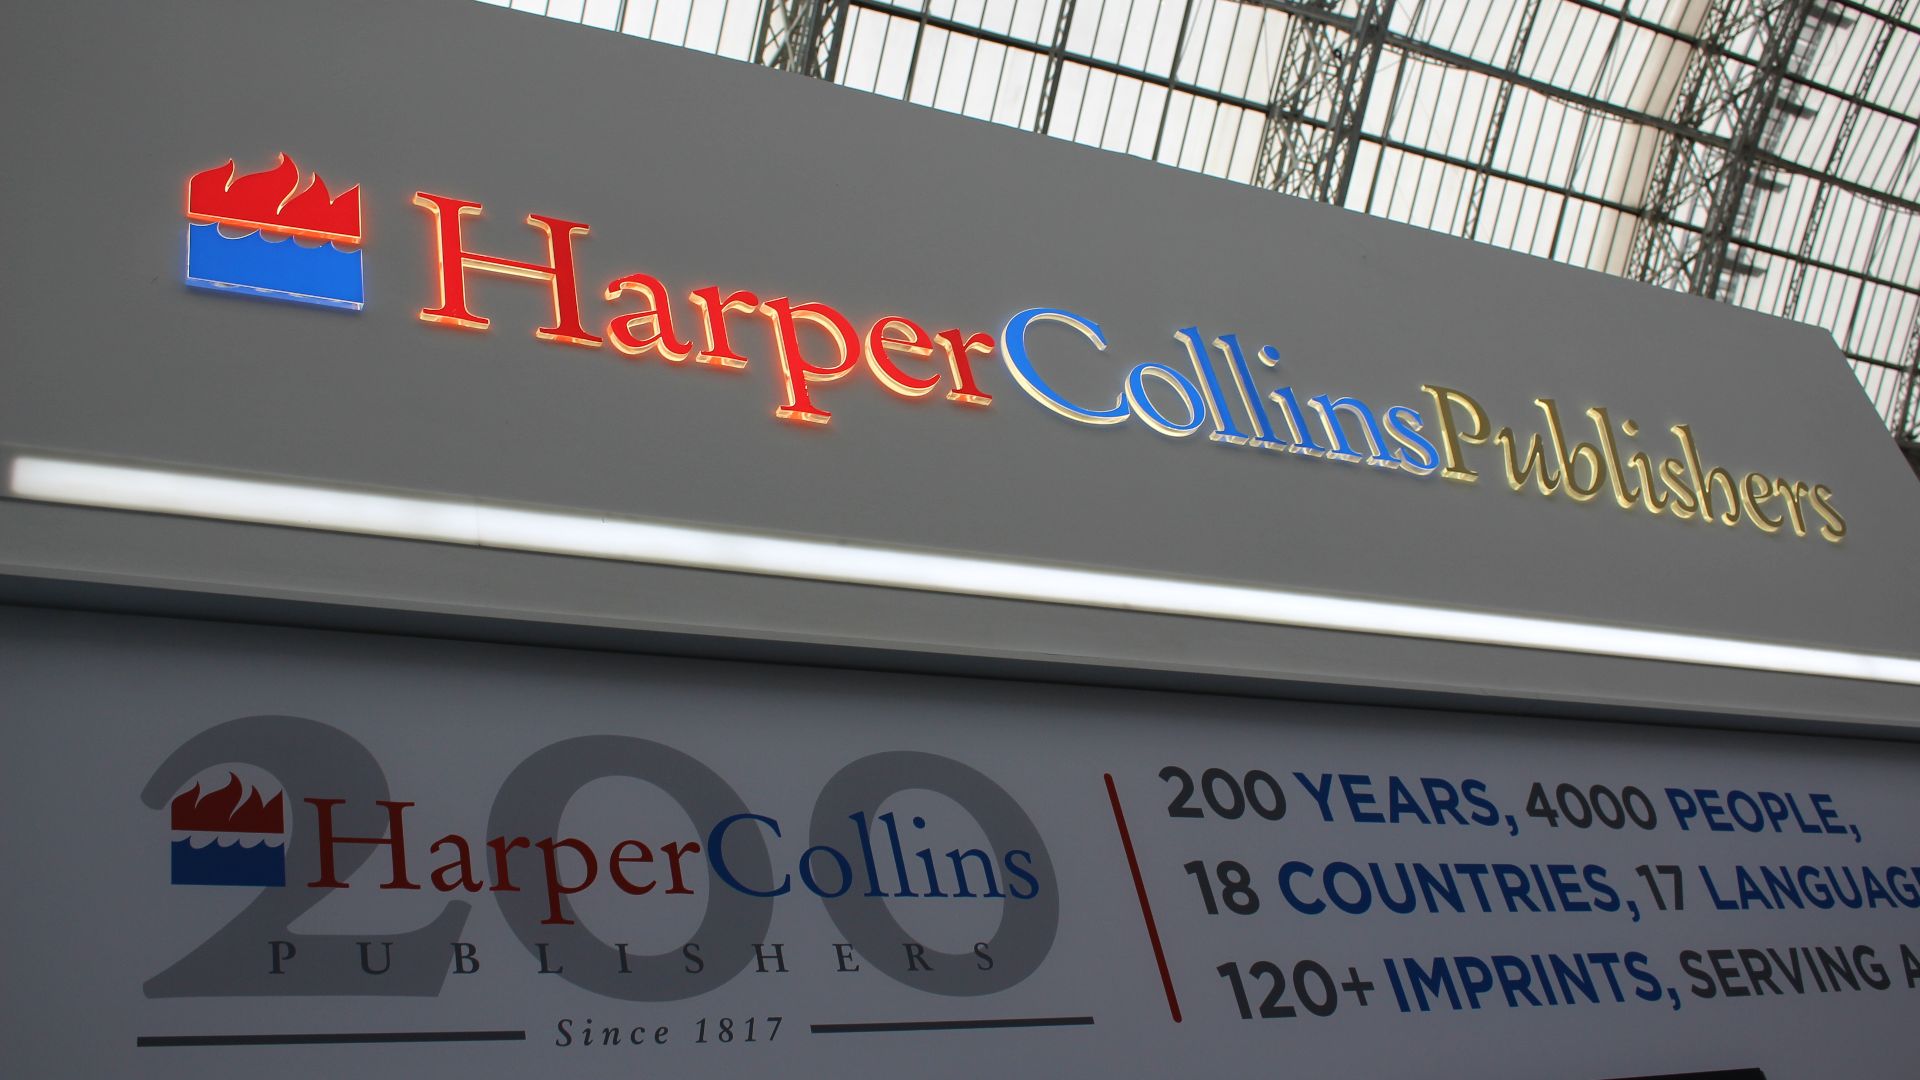 HarperCollinsPublishers
200
HarperCollins
PUBLISHERS
Since 1817
200 YEARS, 4000 PEOPLE,
18 COUNTRIES, 17
120+ IMPRINTS, SERVING